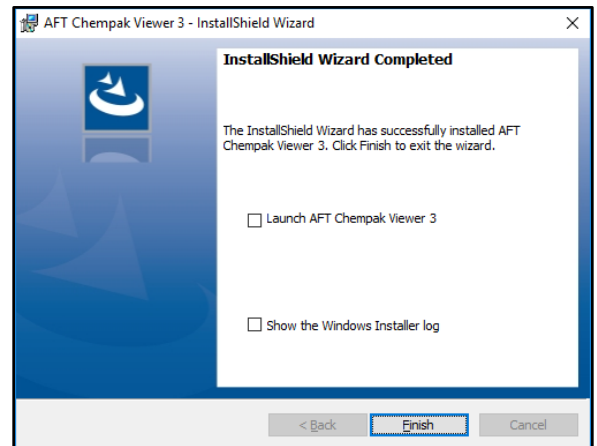 AFT Chempak Viewer 3 - InstallShield Wizard
InstallShield Wizard Completed
The InstallShield Wizard has successfully installed AFT
Chempak Viewer 3. Click Finish to exit the wizard.
Launch AFT Chempak Viewer 3
Show the Windows Installer log
< Back
Finish
Cancel